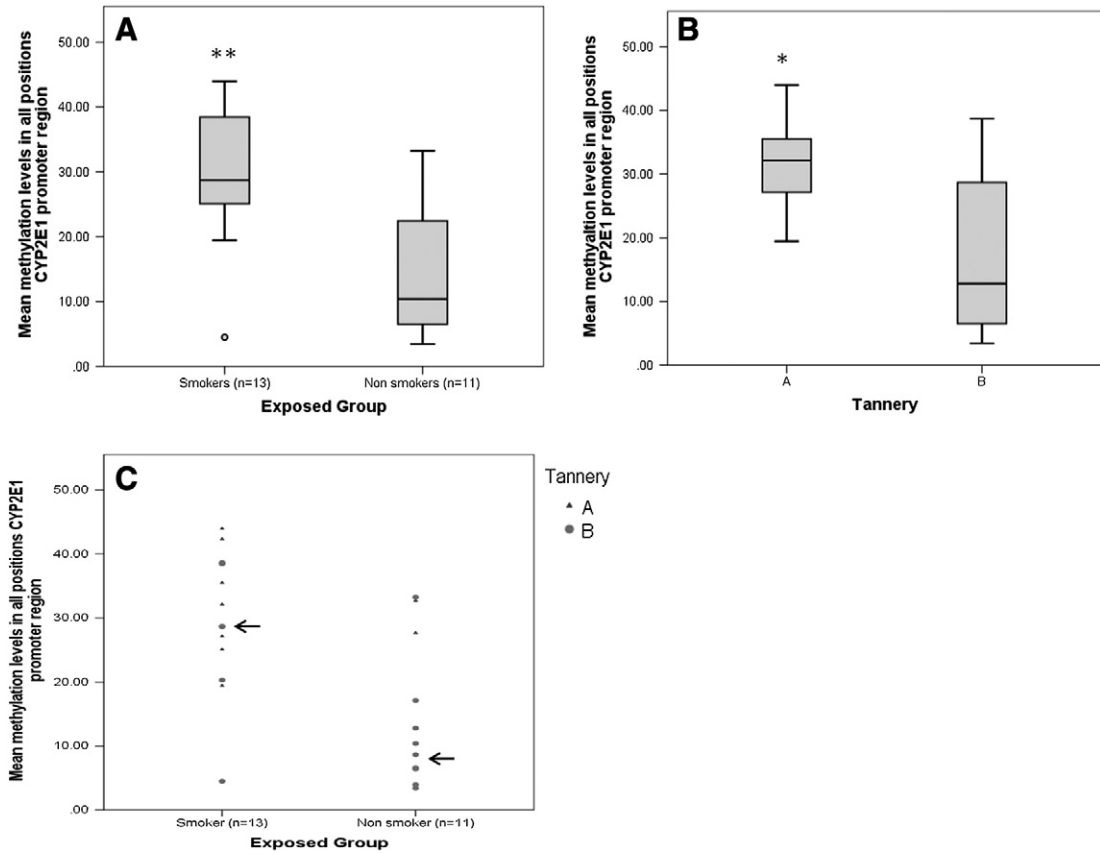 A
**
Mean methylation levels in all positions
CYP2E1 promoter region
50.00
40.00
30.00
20.00
10.00
.00
Smokers (n=13)
Non smokers (n=11)
Exposed Group
B
*
Mean methyaltion levels in all positions
CYP2E1 promoter region
50.00
40.00
30.00
20.00
10.00
.00
A
B
Tannery
C
Mean methylation levels in all positions CYP2E1
promoter region
50.00
40.00
30.00
20.00
10.00
.00
Smoker (n=13)
Non smoker (n=11)
Exposed Group
Tannery
A
B